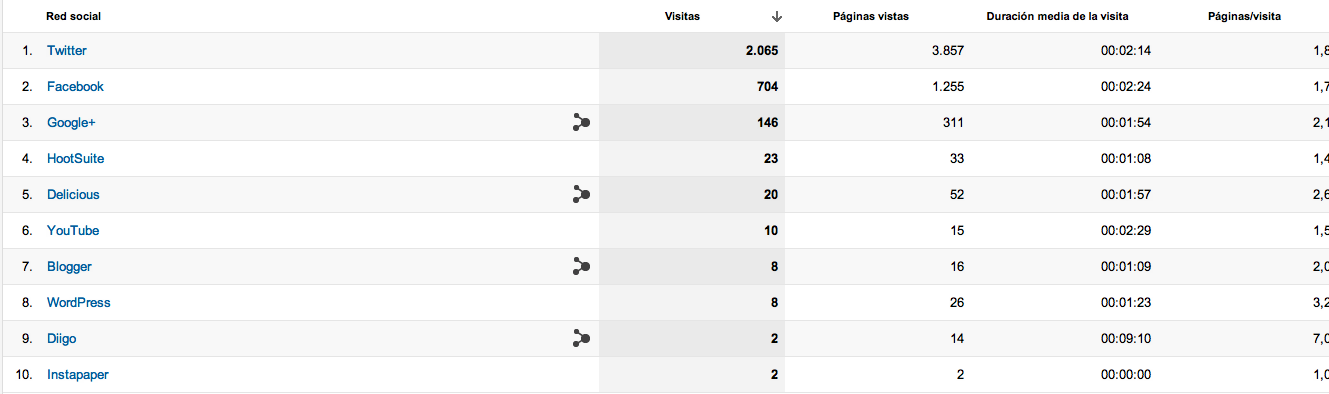 Red social Visitas Páginas vistas Duración media de la visita Páginas/visita
1. Twitter 2.065 3.857 00:02:14 1,8
2. Facebook 704 1.255 00:02:24 1,7
3. Google+ 146 311 00:01:54 2,1
4. HootSuite 23 33 00:01:08 1,4
5. Delicious 20 52 00:01:57 2,6
6. YouTube 10 15 00:02:29 1,5
7. Blogger 8 16 00:01:09 2,0
8. WordPress 8 26 00:01:23 3,2
9. Diigo 2 14 00:09:10 7,0
10. Instapaper 2 2 00:00:00 1,0